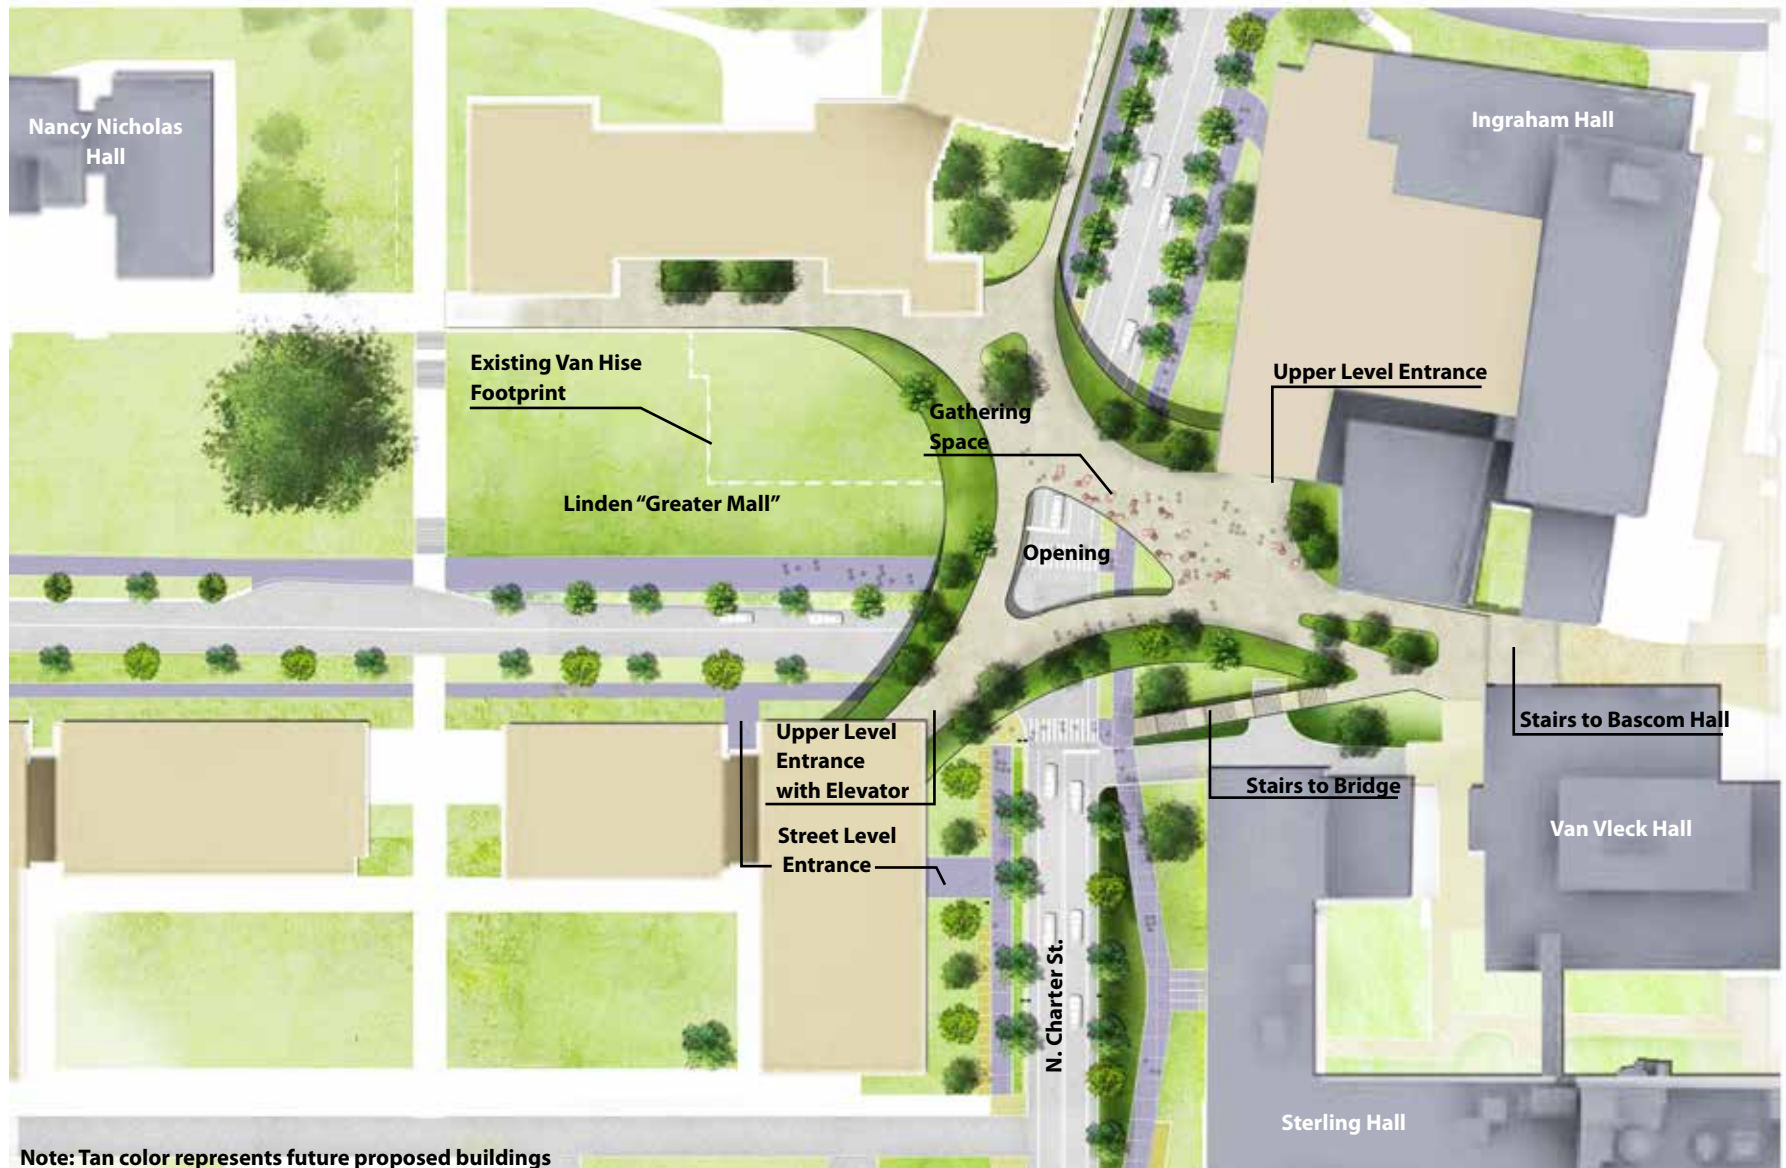 Nancy Nicholas
Hall
Ingraham Hall
Existing Van Hise
Footprint
Upper Level Entrance
Gathering
Space
Linden “Greater Mall”
Opening
Stairs to Bascom Hall
Upper Level
Entrance
with Elevator
Stairs to Bridge
Street Level
Entrance
Van Vleck Hall
N. Charter St.
Sterling Hall
Note: Tan color represents future proposed buildings